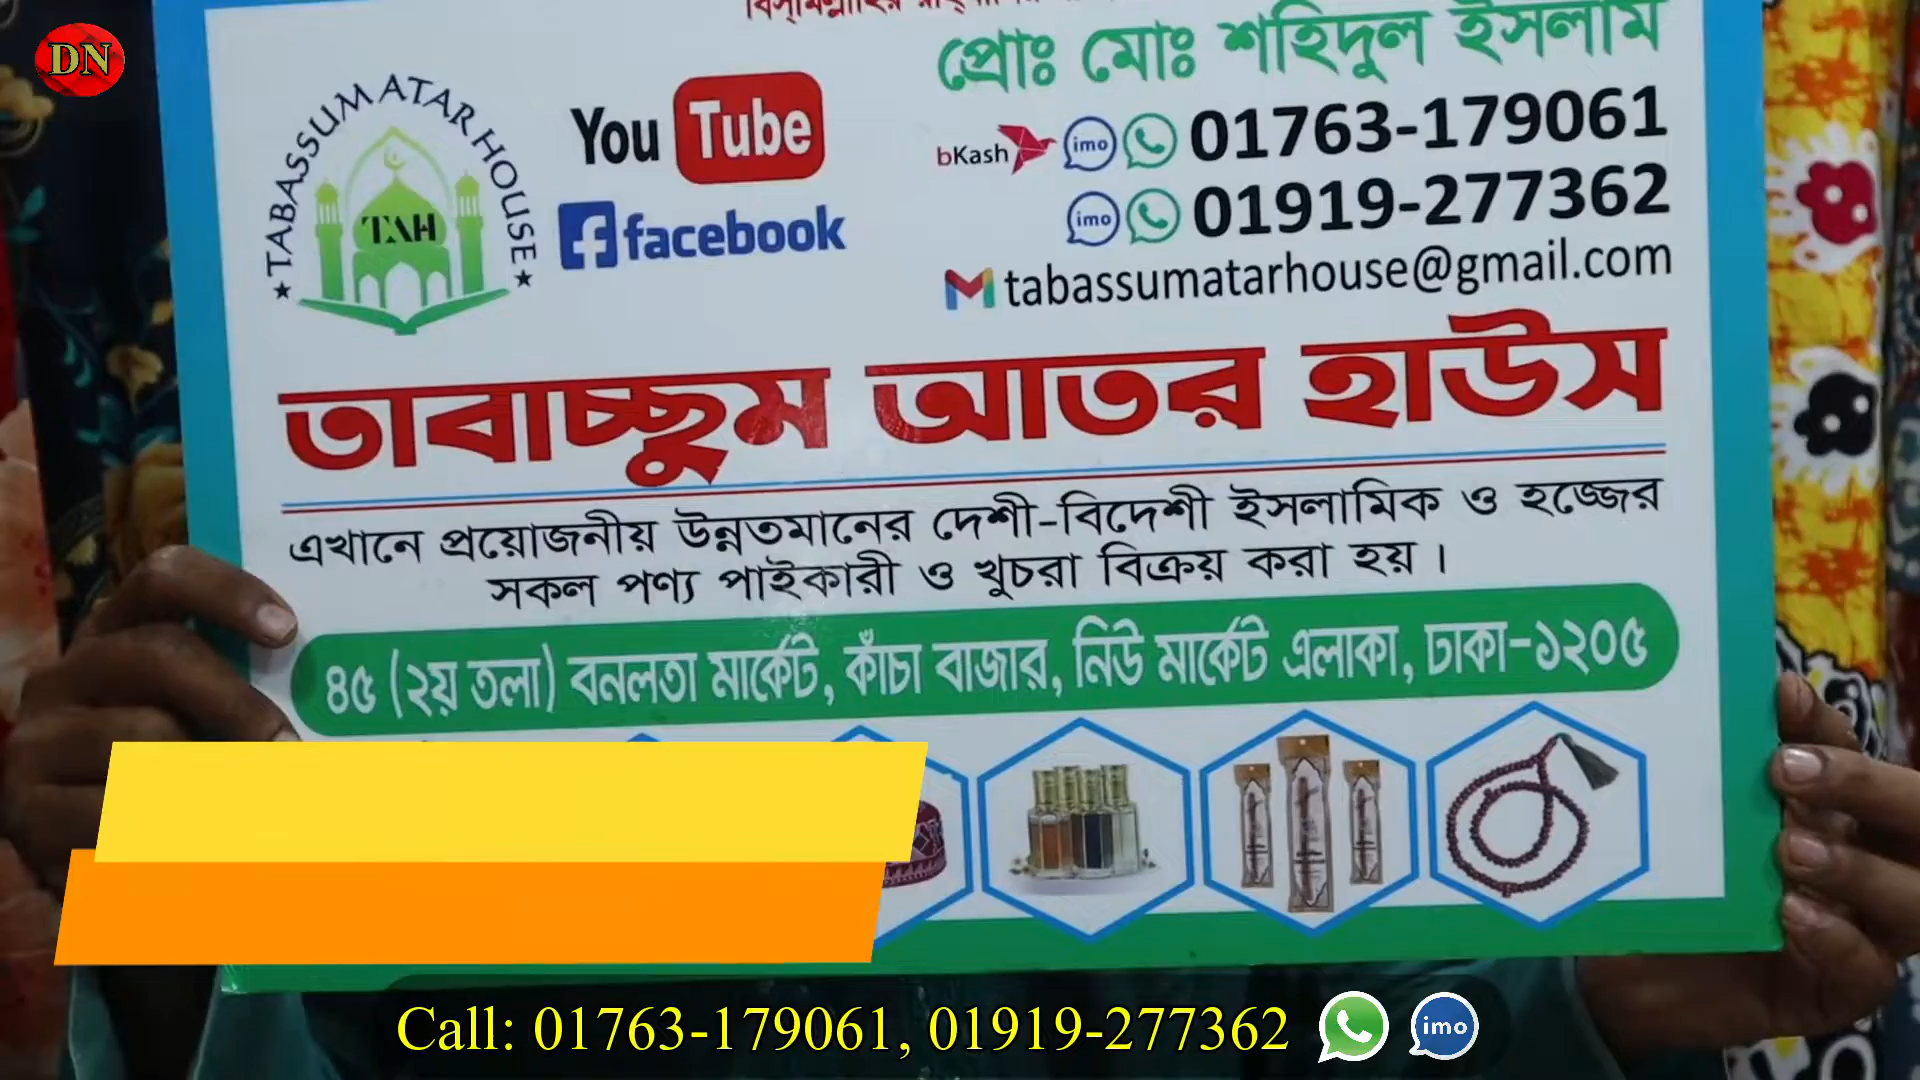 DN
বিস্‌মিল্লাহির
প্রোঃ মোঃ শহিদুল ইসলাম
★ TABASSUM ATAR HOUSE ★
TAH
You Tube
facebook
bKash imo 01763-179061
imo 01919-277362
tabassumatarhouse@gmail.com
তাবাচ্ছুম আতর হাউস
এখানে প্রয়োজনীয় উন্নতমানের দেশী-বিদেশী ইসলামিক ও হজ্জের
সকল পণ্য পাইকারী ও খুচরা বিক্রয় করা হয়।
৪৫ (২য় তলা) বনলতা মার্কেট, কাঁচা বাজার, নিউ মার্কেট এলাকা, ঢাকা-১২০৫
Call: 01763-179061, 01919-277362 imo